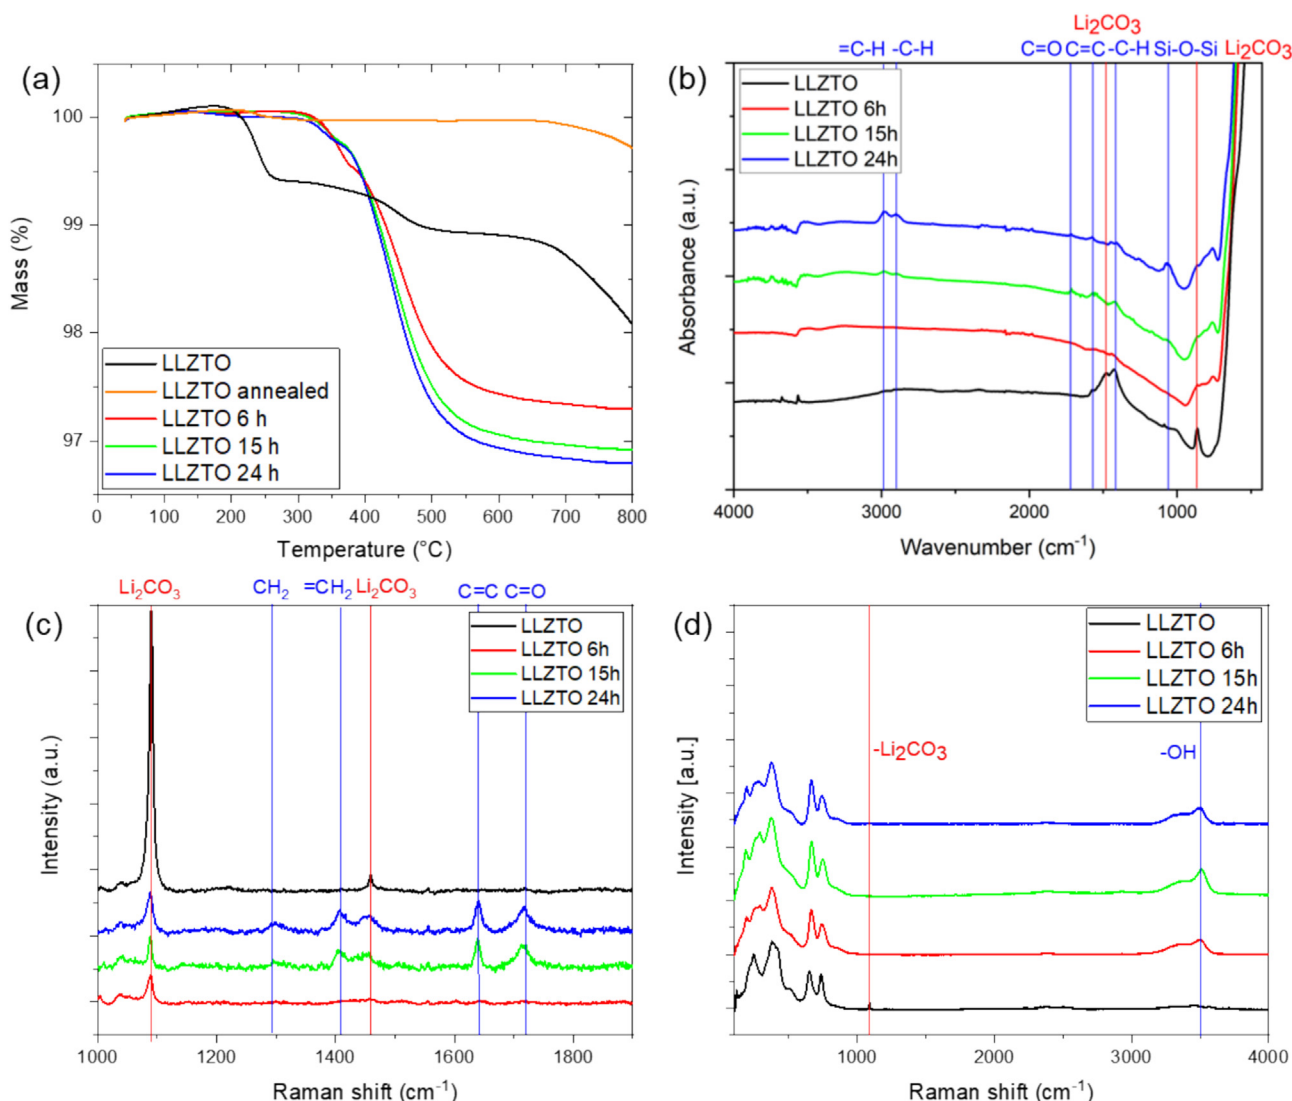 (a)
100
99
98
97
Mass (%)
LLZTO
LLZTO annealed
LLZTO 6 h
LLZTO 15 h
LLZTO 24 h
0 100 200 300 400 500 600 700 800
Temperature (°C)
Li₂CO₃
=C-H -C-H C=O C=C -C-H Si-O-Si Li₂CO₃
(b)
LLZTO
LLZTO 6h
LLZTO 15h
LLZTO 24h
Absorbance (a.u.)
4000 3000 2000 1000
Wavenumber (cm⁻¹)
Li₂CO₃ CH₂ =CH₂ Li₂CO₃ C=C C=O
(c)
LLZTO
LLZTO 6h
LLZTO 15h
LLZTO 24h
Intensity (a.u.)
1000 1200 1400 1600 1800
Raman shift (cm⁻¹)
(d)
LLZTO
LLZTO 6h
LLZTO 15h
LLZTO 24h
-Li₂CO₃
-OH
Intensity [a.u.]
1000 2000 3000 4000
Raman shift (cm⁻¹)